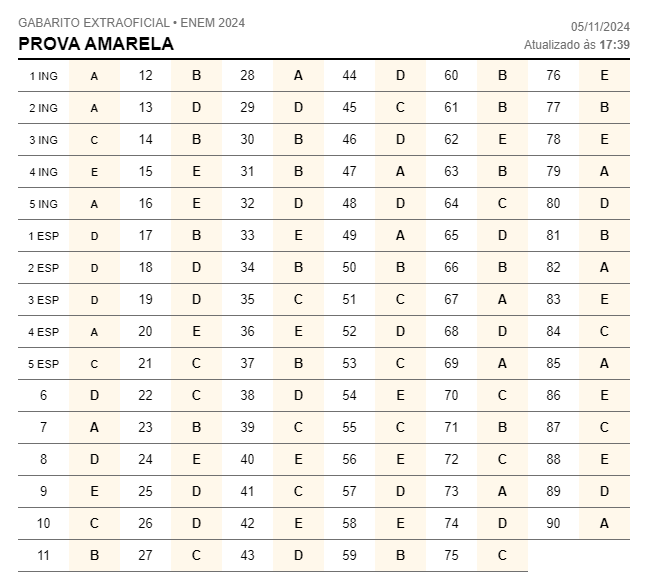 GABARITO EXTRAOFICIAL • ENEM 2024
PROVA AMARELA
05/11/2024
Atualizado às 17:39
1 ING A 12 B 28 A 44 D 60 B 76 E
2 ING A 13 D 29 D 45 C 61 B 77 B
3 ING C 14 B 30 B 46 D 62 E 78 E
4 ING E 15 E 31 B 47 A 63 B 79 A
5 ING A 16 E 32 D 48 D 64 C 80 D
1 ESP D 17 B 33 E 49 A 65 D 81 B
2 ESP D 18 D 34 B 50 B 66 B 82 A
3 ESP D 19 D 35 C 51 C 67 A 83 E
4 ESP A 20 E 36 E 52 D 68 D 84 C
5 ESP C 21 C 37 B 53 C 69 A 85 A
6 D 22 C 38 D 54 E 70 C 86 E
7 A 23 B 39 C 55 C 71 B 87 C
8 D 24 E 40 E 56 E 72 C 88 E
9 E 25 D 41 C 57 D 73 A 89 D
10 C 26 D 42 E 58 E 74 D 90 A
11 B 27 C 43 D 59 B 75 C